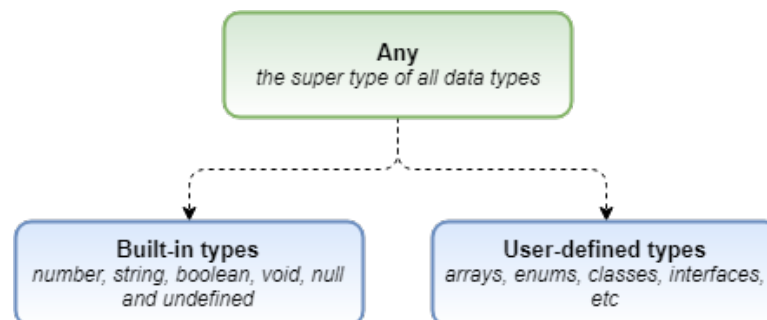 Any
the super type of all data types
Built-in types
number, string, boolean, void, null
and undefined
User-defined types
arrays, enums, classes, interfaces,
etc